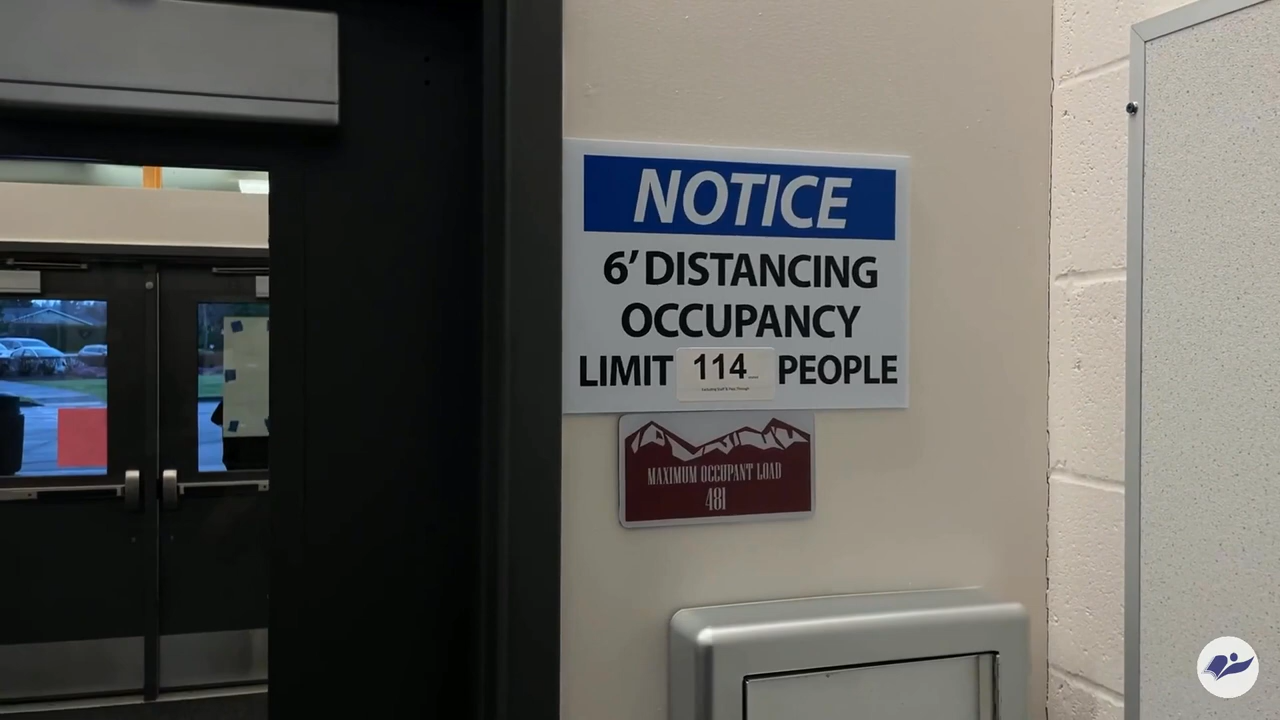 NOTICE
6' DISTANCING
OCCUPANCY
LIMIT 114 PEOPLE
MAXIMUM OCCUPANT LOAD
481